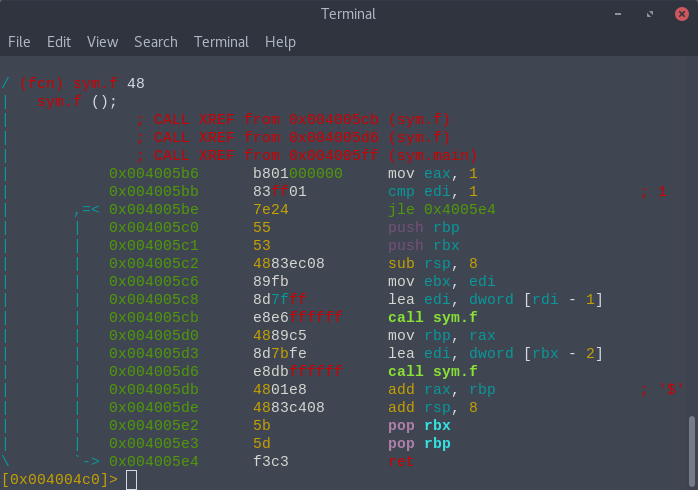 Terminal
File Edit View Search Terminal Help
/ (fcn) sym.f 48
|   sym.f ();
|              ; CALL XREF from 0x004005cb (sym.f)
|              ; CALL XREF from 0x004005d6 (sym.f)
|              ; CALL XREF from 0x004005ff (sym.main)
|           0x004005b6      b801000000     mov eax, 1
|           0x004005bb      83ff01         cmp edi, 1                  ; 1
|       ,=< 0x004005be      7e24           jle 0x4005e4
|       |   0x004005c0      55             push rbp
|       |   0x004005c1      53             push rbx
|       |   0x004005c2      4883ec08       sub rsp, 8
|       |   0x004005c6      89fb           mov ebx, edi
|       |   0x004005c8      8d7fff         lea edi, dword [rdi - 1]
|       |   0x004005cb      e8e6ffffff     call sym.f
|       |   0x004005d0      4889c5         mov rbp, rax
|       |   0x004005d3      8d7bfe         lea edi, dword [rbx - 2]
|       |   0x004005d6      e8dbffffff     call sym.f
|       |   0x004005db      4801e8         add rax, rbp                ; '%'
|       |   0x004005de      4883c408       add rsp, 8
|       |   0x004005e2      5b             pop rbx
|       |   0x004005e3      5d             pop rbp
\       `-> 0x004005e4      f3c3           ret
[0x004004c0]>